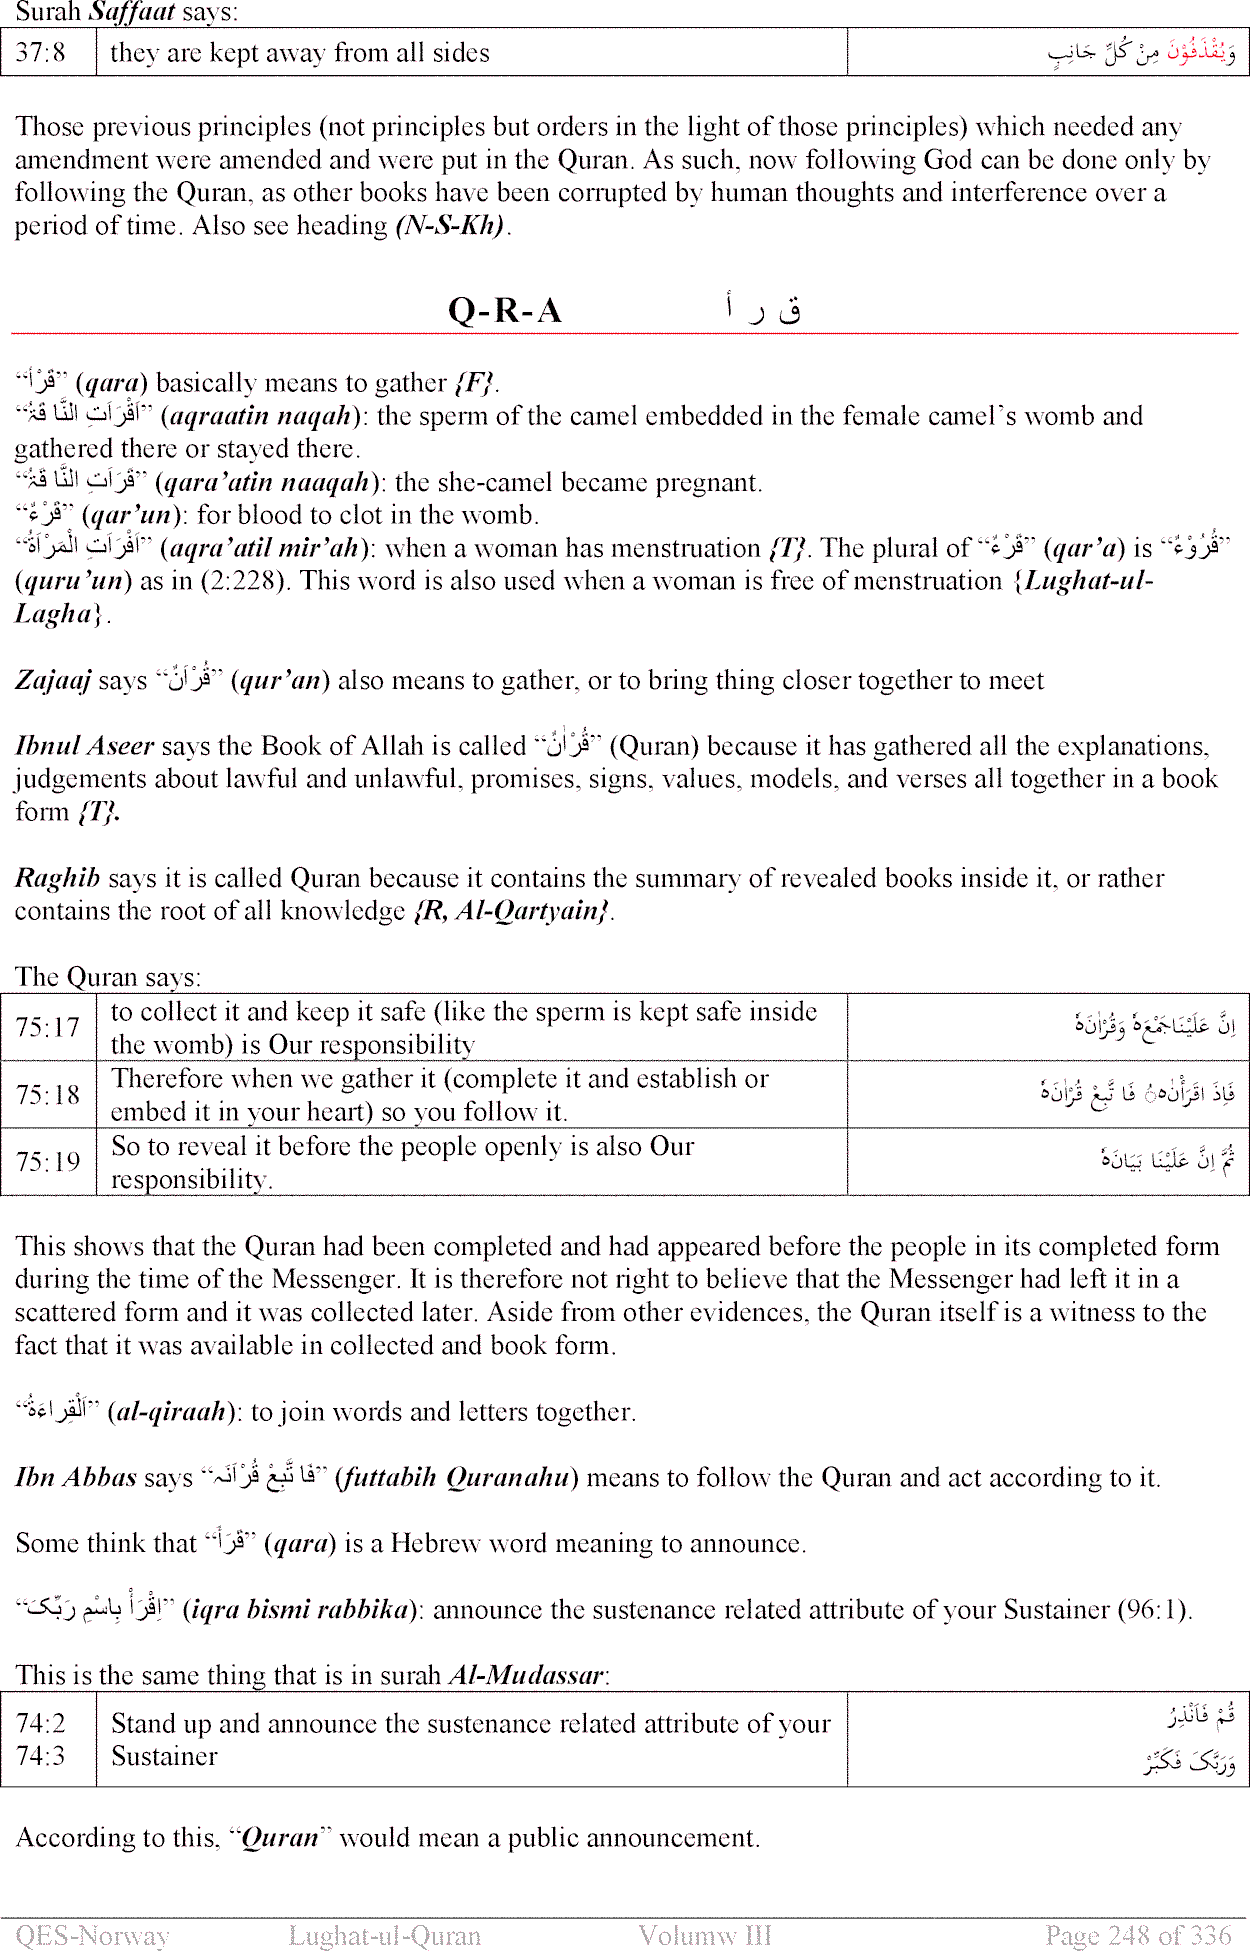 Surah Saffaat says:
37:8 they are kept away from all sides وَيُقْذَفُوْنَ مِنْ كُلِّ جَانِبٍ
Those previous principles (not principles but orders in the light of those principles) which needed any
amendment were amended and were put in the Quran. As such, now following God can be done only by
following the Quran, as other books have been corrupted by human thoughts and interference over a
period of time. Also see heading (N-S-Kh).
Q-R-A ق ر أ
“قَرْأ” (qara) basically means to gather {F}.
“اَقْرَاَتِ النَّا قَۃُ” (aqraatin naqah): the sperm of the camel embedded in the female camel’s womb and
gathered there or stayed there.
“قَرَاَتِ النَّا قَۃُ” (qara’atin naaqah): the she-camel became pregnant.
“قَرْءٌ” (qar’un): for blood to clot in the womb.
“اَقْرَاَتِ الْمَرْاَۃُ” (aqra’atil mir’ah): when a woman has menstruation {T}. The plural of “قَرْءٌ” (qar’a) is “قُرُوْءٌ”
(quru’un) as in (2:228). This word is also used when a woman is free of menstruation {Lughat-ul-
Lagha}.
Zajaaj says “قُرْاَنٌ” (qur’an) also means to gather, or to bring thing closer together to meet
Ibnul Aseer says the Book of Allah is called “قُرْاٰنٌ” (Quran) because it has gathered all the explanations,
judgements about lawful and unlawful, promises, signs, values, models, and verses all together in a book
form {T}.
Raghib says it is called Quran because it contains the summary of revealed books inside it, or rather
contains the root of all knowledge {R, Al-Qartyain}.
The Quran says:
75:17 to collect it and keep it safe (like the sperm is kept safe inside
the womb) is Our responsibility اِنَّ عَلَيْنَاجَمْعَهٗ وَقُرْاٰنَهٗ
75:18 Therefore when we gather it (complete it and establish or
embed it in your heart) so you follow it. فَاِذَ اقَرَأْنٰهُ فَا تَّبِعْ قُرْاٰنَهٗ
75:19 So to reveal it before the people openly is also Our
responsibility. ثُمَّ اِنَّ عَلَيْنَا بَيَانَهٗ
This shows that the Quran had been completed and had appeared before the people in its completed form
during the time of the Messenger. It is therefore not right to believe that the Messenger had left it in a
scattered form and it was collected later. Aside from other evidences, the Quran itself is a witness to the
fact that it was available in collected and book form.
“اَلْقِراءَۃُ” (al-qiraah): to join words and letters together.
Ibn Abbas says “فَا تَّبِعْ قُرْآنَہ” (futtabih Quranahu) means to follow the Quran and act according to it.
Some think that “قَرَأَ” (qara) is a Hebrew word meaning to announce.
“اِقْرَأْ بِاسْمِ رَبِّکَ” (iqra bismi rabbika): announce the sustenance related attribute of your Sustainer (96:1).
This is the same thing that is in surah Al-Mudassar:
74:2 Stand up and announce the sustenance related attribute of your قُمْ فَاَنْذِرُ
74:3 Sustainer وَرَبَّکَ فَکَبِّرْ
According to this, “Quran” would mean a public announcement.
QES-Norway Lughat-ul-Quran Volumw III Page 248 of 336